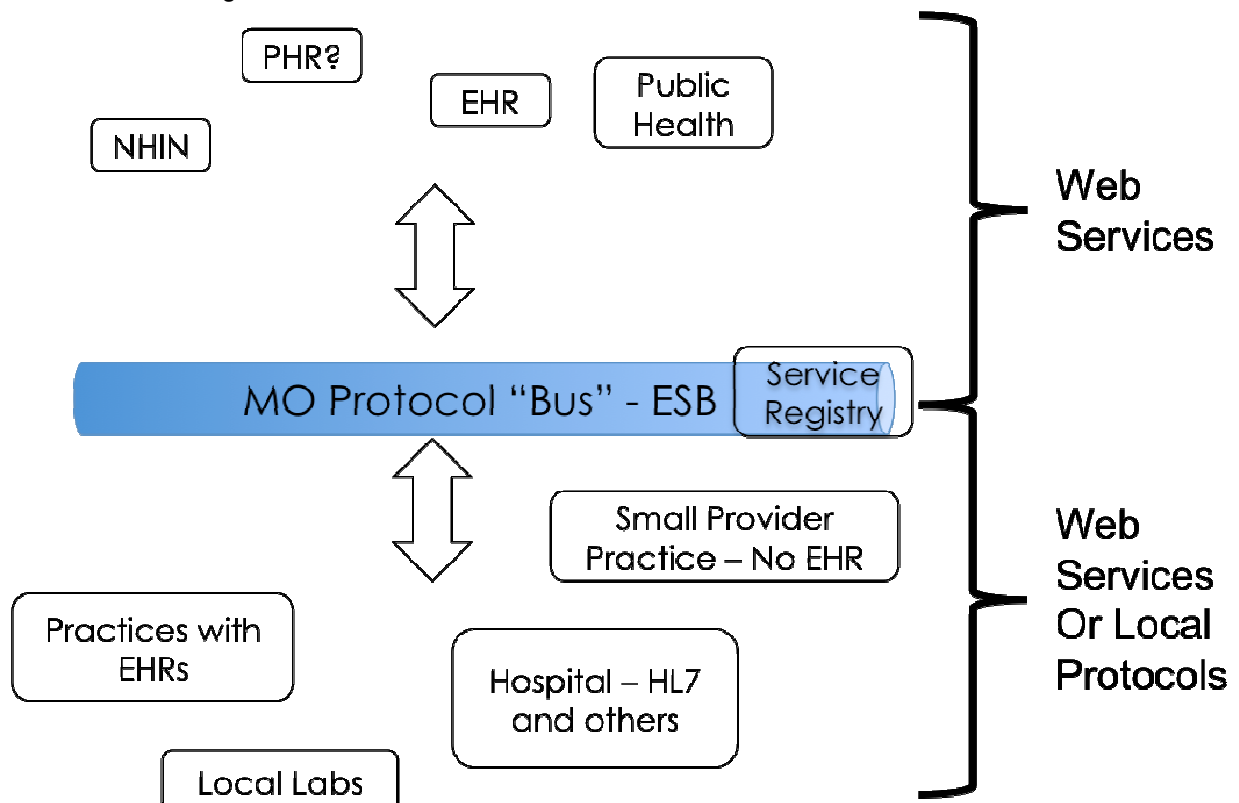 PHR?
EHR
Public
Health
NHIN
Web
Services
MO Protocol “Bus” - ESB
Service
Registry
Small Provider
Practice – No EHR
Web
Services
Or Local
Protocols
Practices with
EHRs
Hospital – HL7
and others
Local Labs